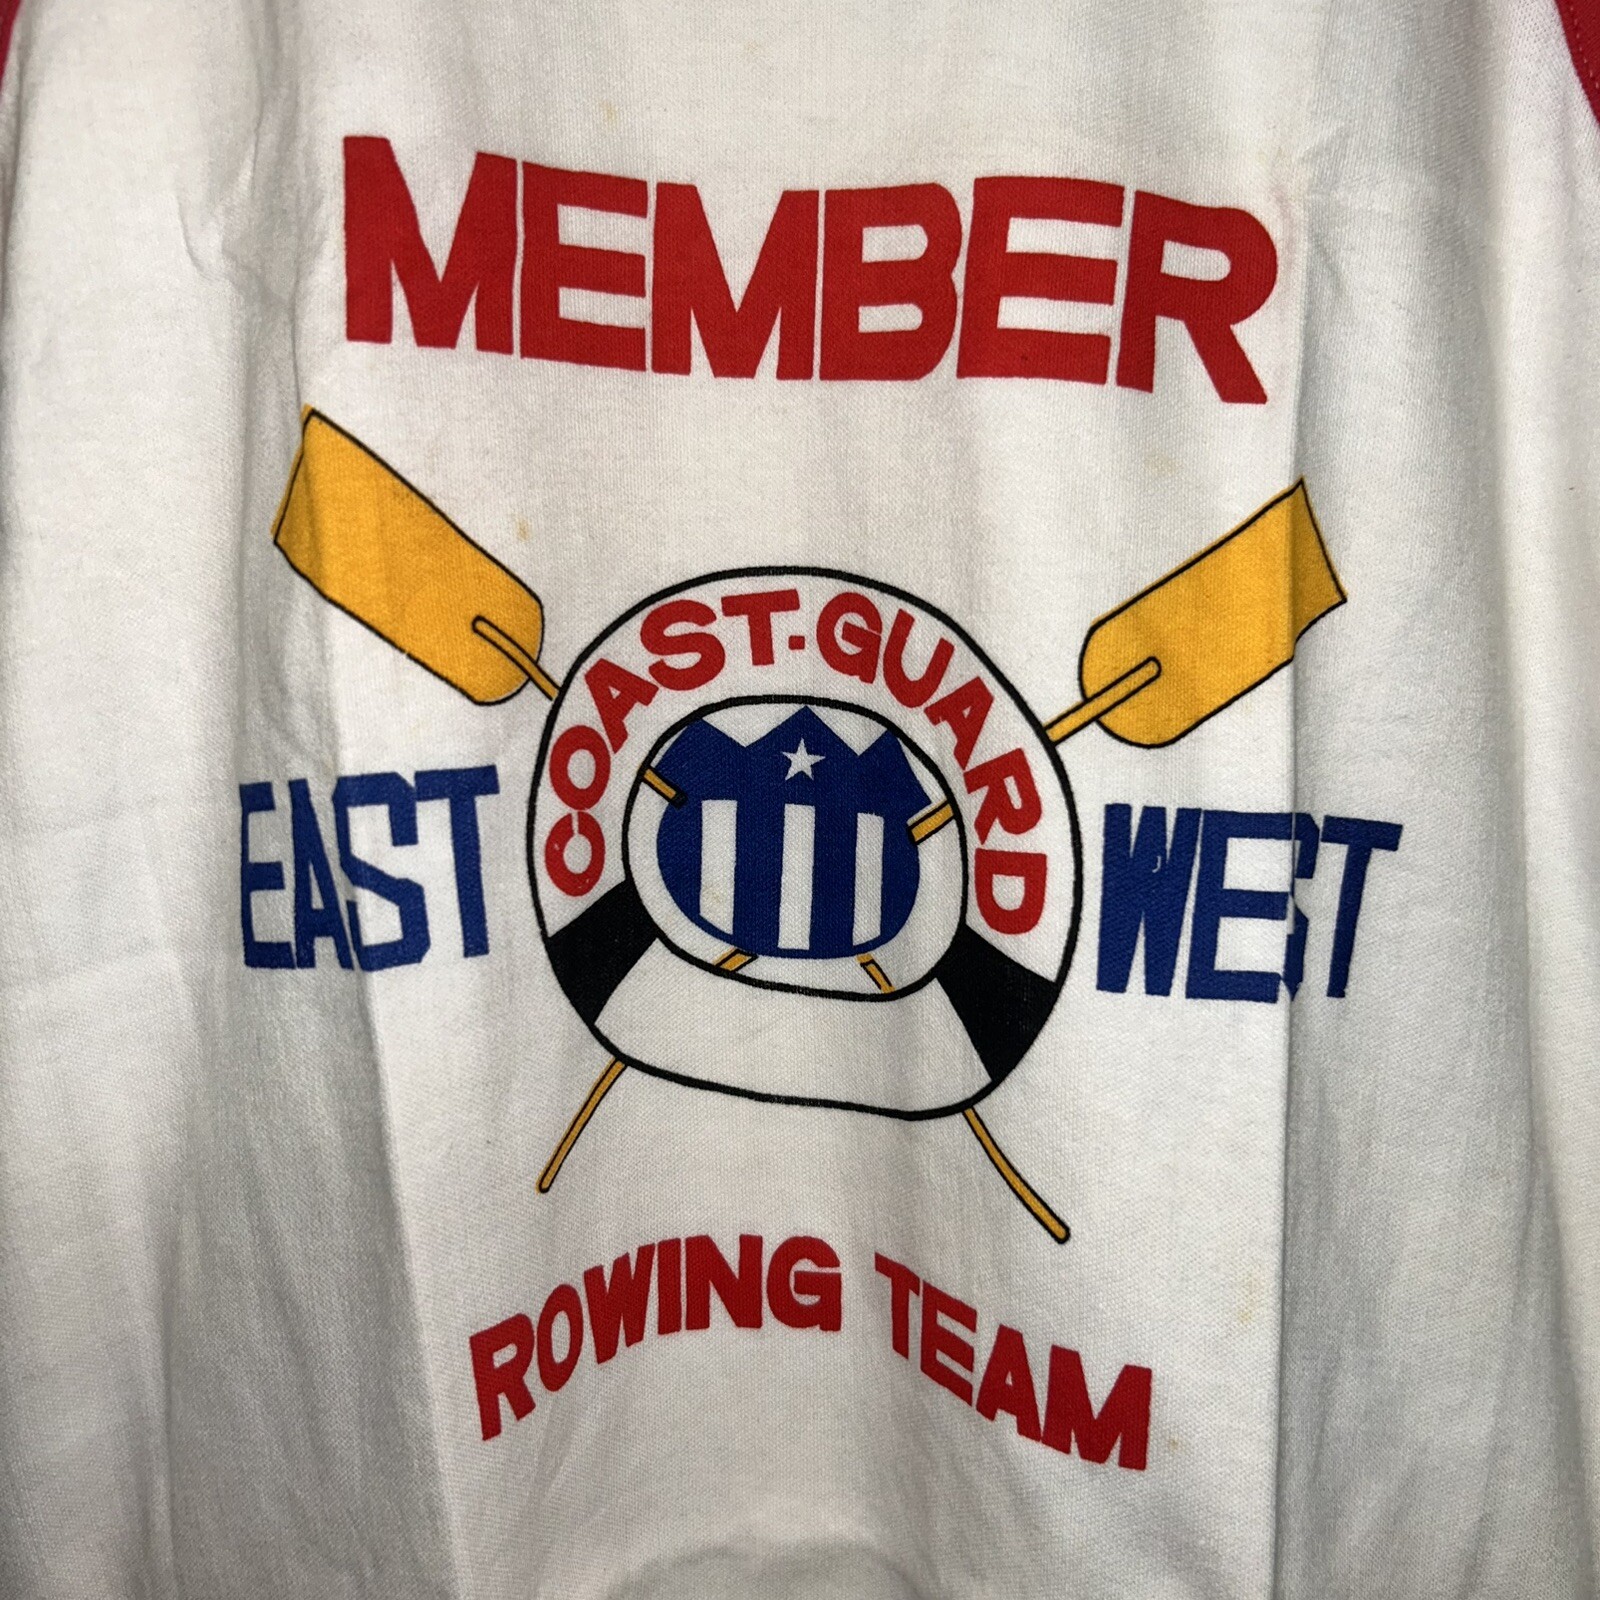 MEMBER
COAST-GUARD
EAST WEST
ROWING TEAM